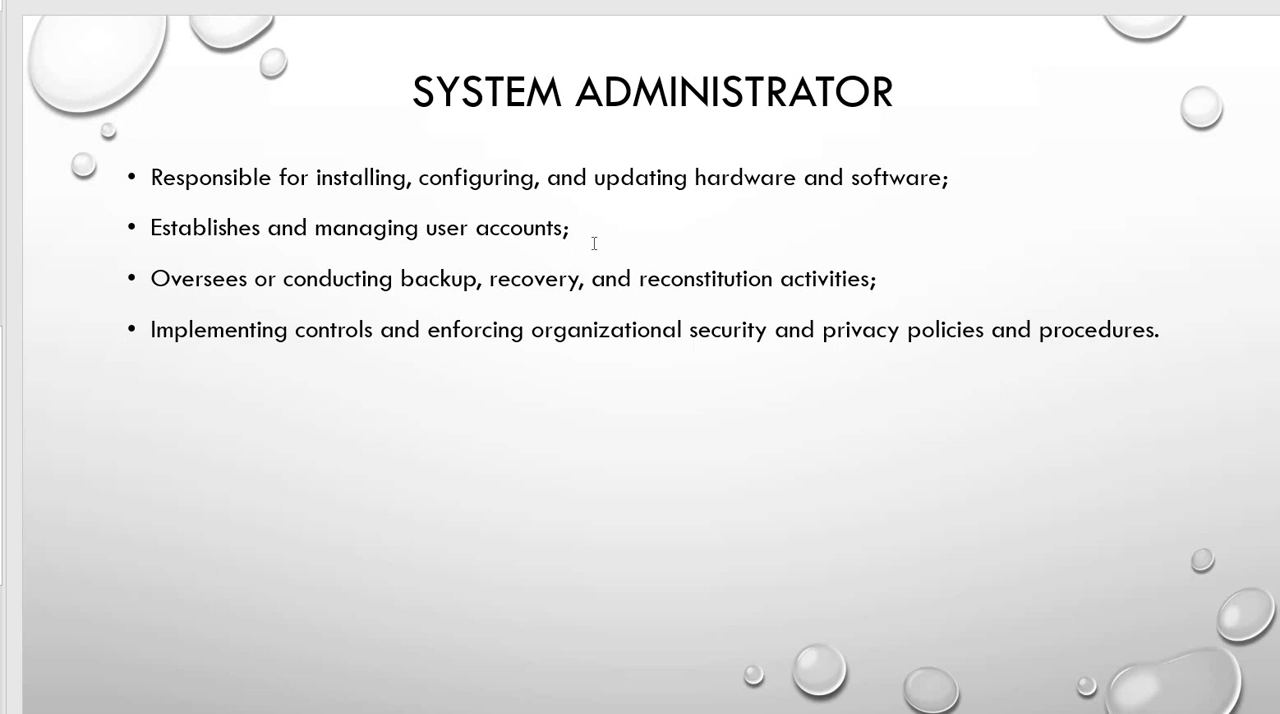 SYSTEM ADMINISTRATOR
• Responsible for installing, configuring, and updating hardware and software;
• Establishes and managing user accounts;
• Oversees or conducting backup, recovery, and reconstitution activities;
• Implementing controls and enforcing organizational security and privacy policies and procedures.